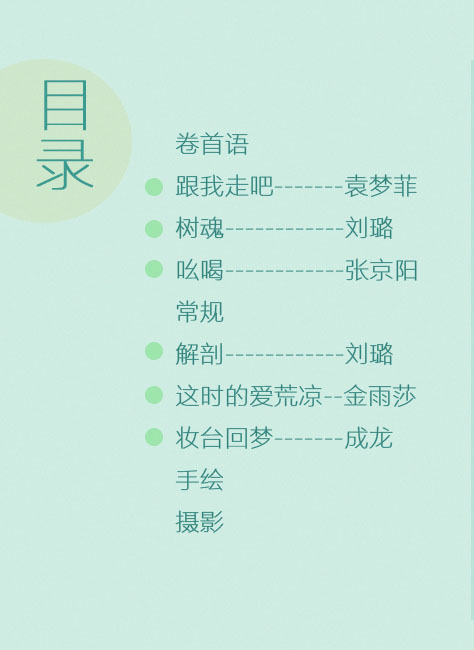 目录
卷首语
跟我走吧-------袁梦菲
树魂------------刘璐
吆喝------------张京阳
常规
解剖------------刘璐
这时的爱荒凉--金雨莎
妆台回梦-------成龙
手绘
摄影